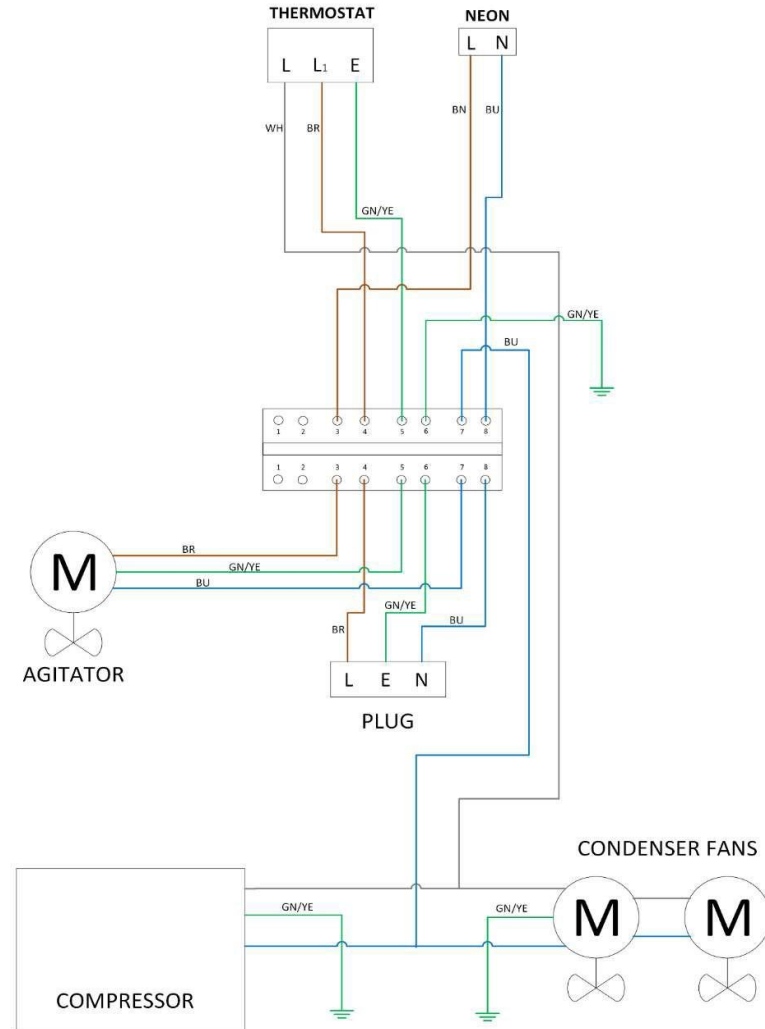 THERMOSTAT
NEON
L L1 E
L N
WH
BR
BN
BU
GN/YE
GN/YE
BU
1 2 3 4 5 6 7 8
1 2 3 4 5 6 7 8
BR
M
GN/YE
BU
GN/YE
BR
BU
AGITATOR
L E N
PLUG
CONDENSER FANS
GN/YE
GN/YE
M M
COMPRESSOR